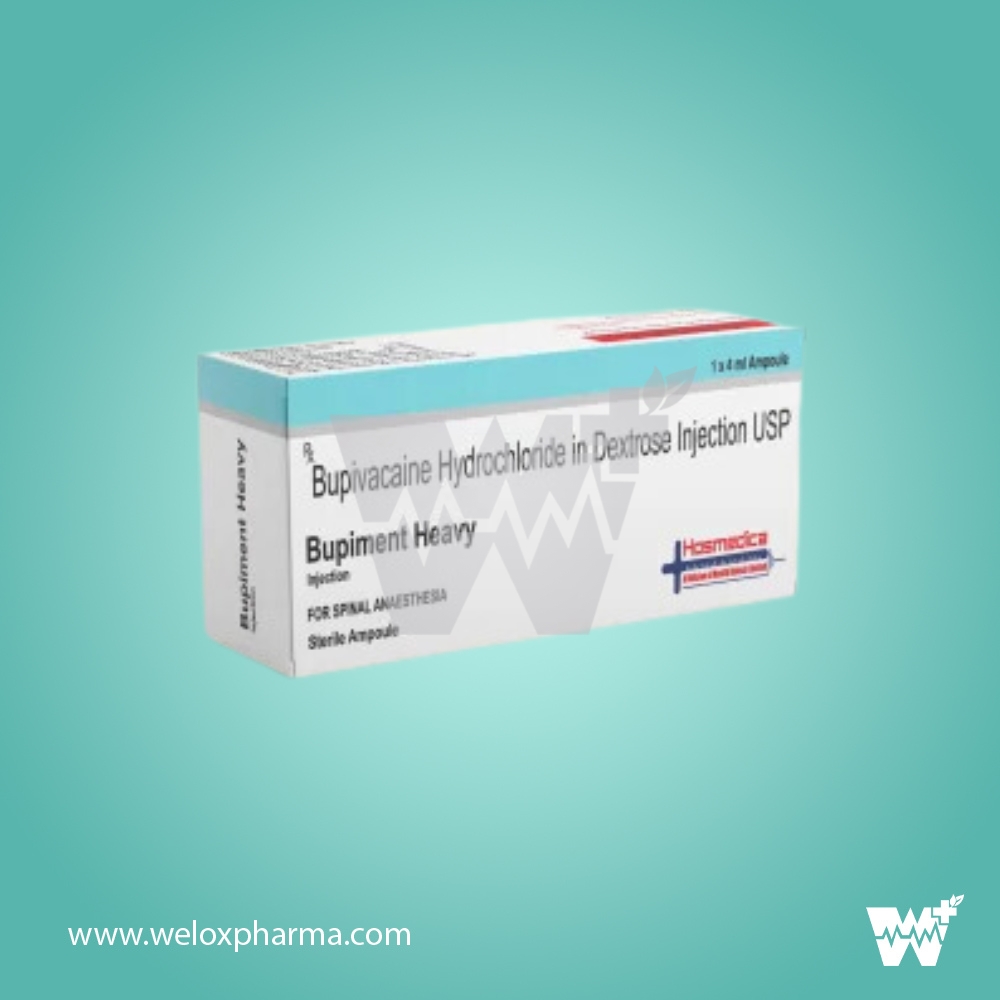 1 x 4 ml Ampoule
Rx
Bupivacaine Hydrochloride in Dextrose Injection USP
Bupiment Heavy
Injection
FOR SPINAL ANAESTHESIA
Sterile Ampoule
Hosmedica
Bupiment Heavy
www.weloxpharma.com